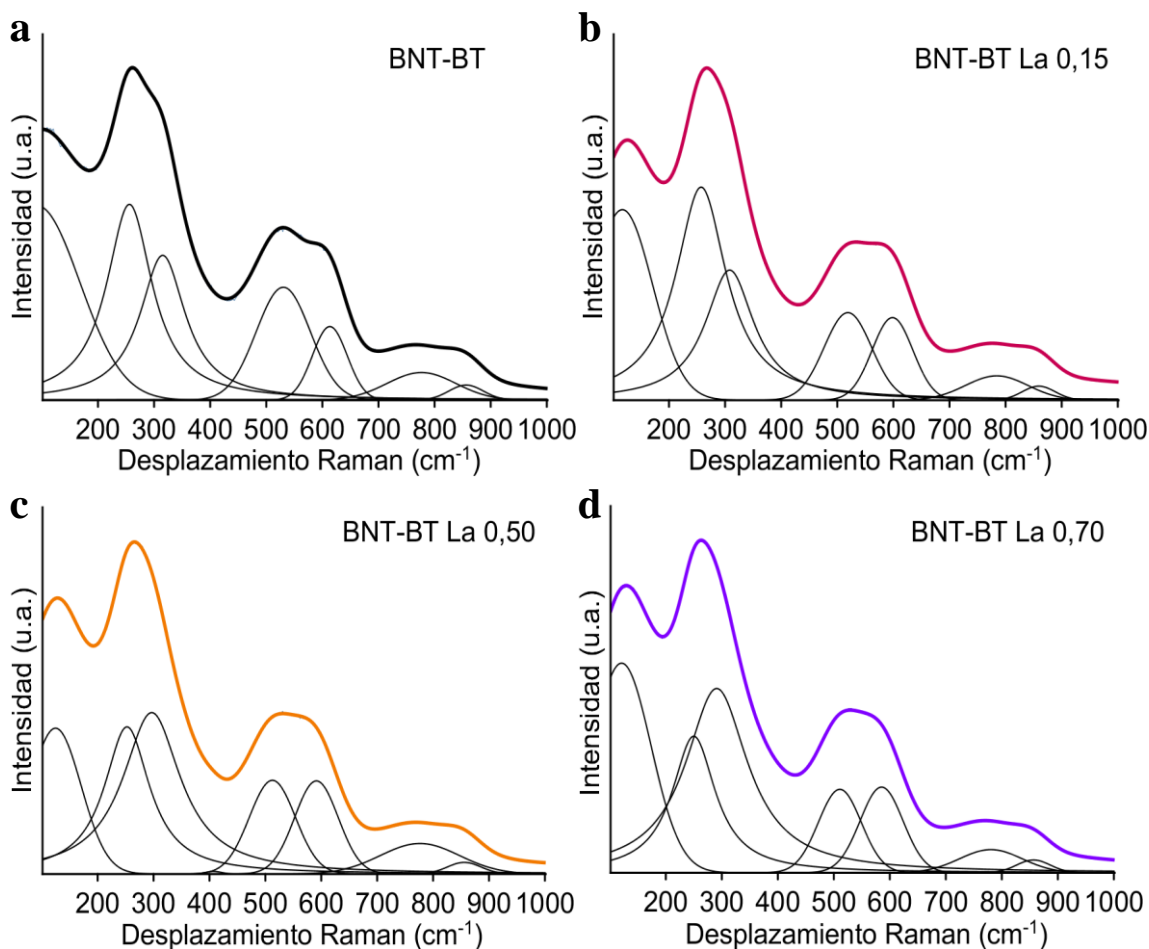 a
BNT-BT
Intensidad (u.a.)
200 300 400 500 600 700 800 900 1000
Desplazamiento Raman (cm⁻¹)
b
BNT-BT La 0,15
Intensidad (u.a.)
200 300 400 500 600 700 800 900 1000
Desplazamiento Raman (cm⁻¹)
c
BNT-BT La 0,50
Intensidad (u.a.)
200 300 400 500 600 700 800 900 1000
Desplazamiento Raman (cm⁻¹)
d
BNT-BT La 0,70
Intensidad (u.a.)
200 300 400 500 600 700 800 900 1000
Desplazamiento Raman (cm⁻¹)